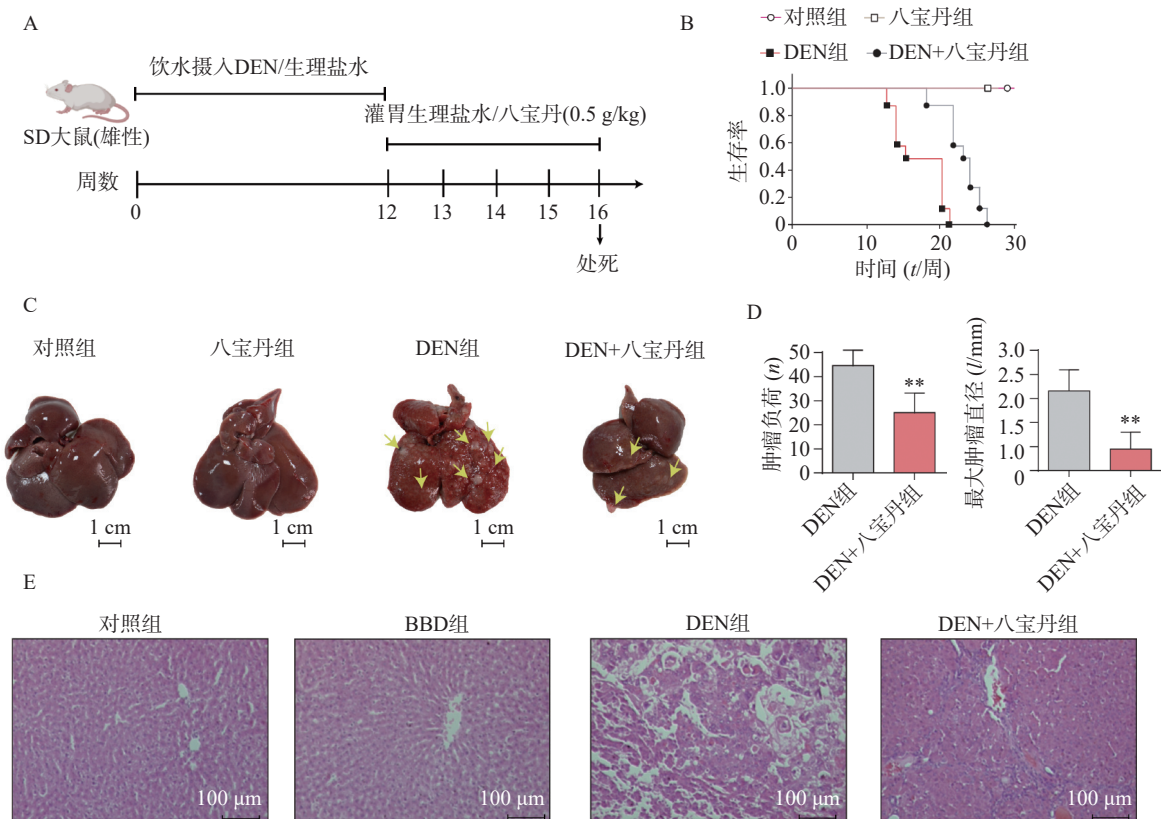 A
饮水摄入DEN/生理盐水
灌胃生理盐水/八宝丹(0.5 g/kg)
SD大鼠(雄性)
周数
0
12
13
14
15
16
处死
B
对照组
八宝丹组
DEN组
DEN+八宝丹组
生存率
1.0
0.8
0.6
0.4
0.2
0
0
10
20
30
时间 (t/周)
C
对照组
八宝丹组
DEN组
DEN+八宝丹组
1 cm
1 cm
1 cm
1 cm
D
肿瘤负荷 (n)
50
40
30
20
10
0
**
DEN组
DEN+八宝丹组
最大肿瘤直径 (l/mm)
3.0
2.5
2.0
1.5
1.0
0
**
DEN组
DEN+八宝丹组
E
对照组
BBD组
DEN组
DEN+八宝丹组
100 μm
100 μm
100 μm
100 μm